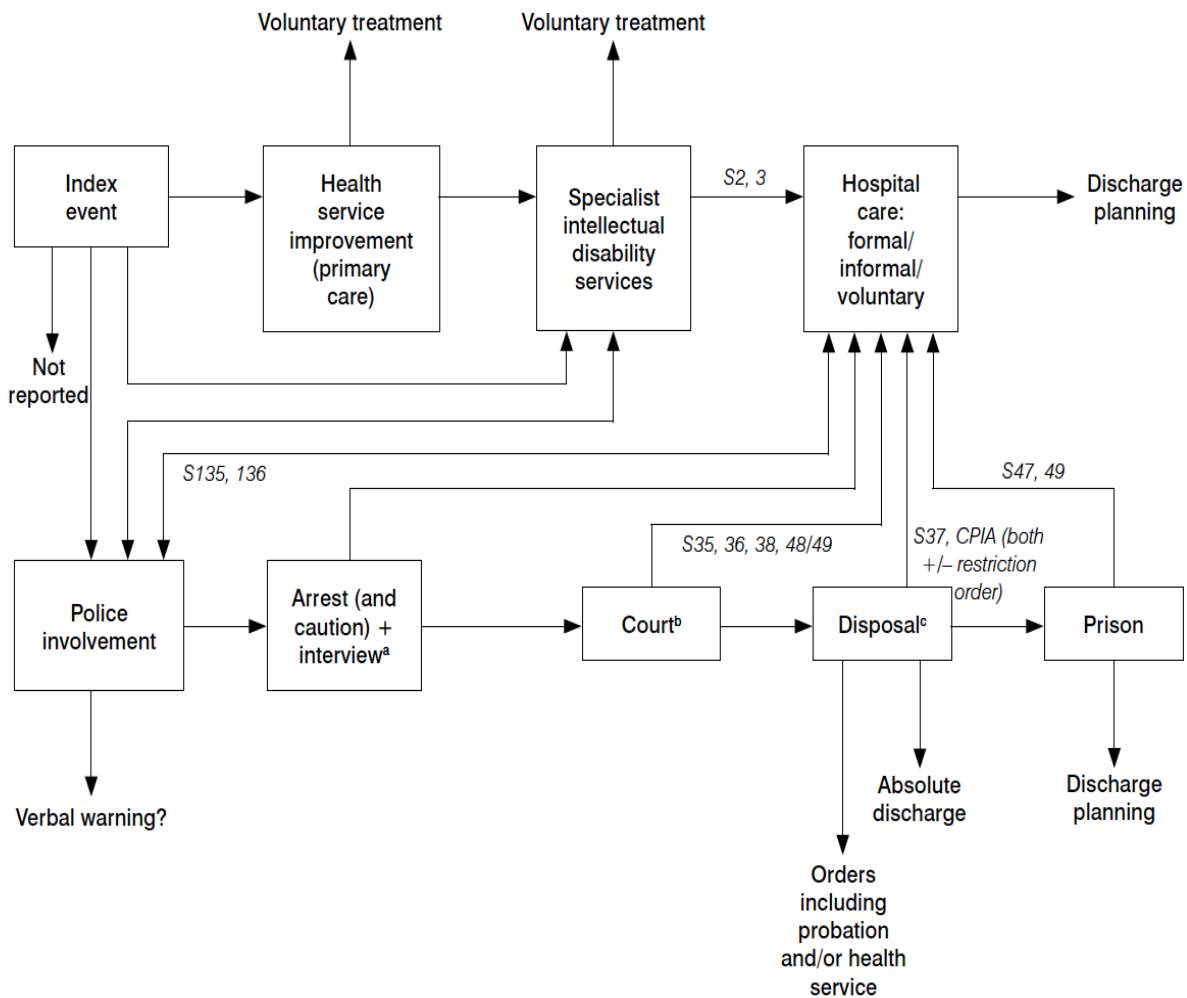 Voluntary treatment
Voluntary treatment
Index
event
Health
service
improvement
(primary
care)
Specialist
intellectual
disability
services
S2, 3
Hospital
care:
formal/
informal/
voluntary
Discharge
planning
Not
reported
S135, 136
S47, 49
S35, 36, 38, 48/49
S37, CPIA (both
+/– restriction
order)
Police
involvement
Arrest (and
caution) +
interviewᵃ
Courtᵇ
Disposalᶜ
Prison
Verbal warning?
Absolute
discharge
Discharge
planning
Orders
including
probation
and/or health
service